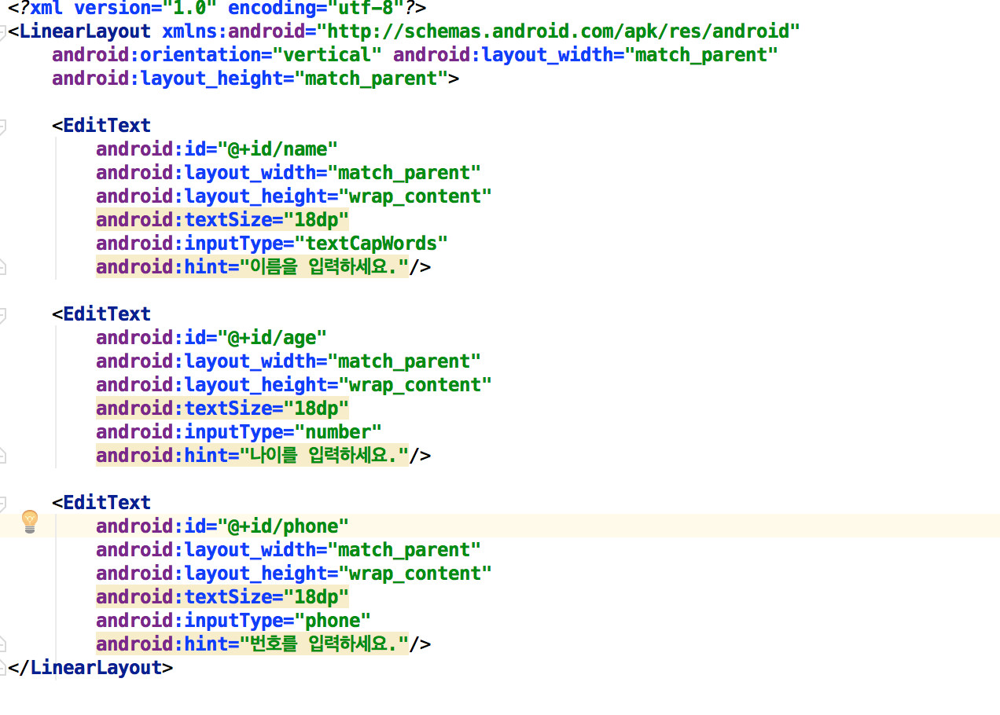 <?xml version="1.0" encoding="utf-8"?>
<LinearLayout xmlns:android="http://schemas.android.com/apk/res/android"
    android:orientation="vertical" android:layout_width="match_parent"
    android:layout_height="match_parent">

    <EditText
        android:id="@+id/name"
        android:layout_width="match_parent"
        android:layout_height="wrap_content"
        android:textSize="18dp"
        android:inputType="textCapWords"
        android:hint="이름을 입력하세요."/>

    <EditText
        android:id="@+id/age"
        android:layout_width="match_parent"
        android:layout_height="wrap_content"
        android:textSize="18dp"
        android:inputType="number"
        android:hint="나이를 입력하세요."/>

    <EditText
        android:id="@+id/phone"
        android:layout_width="match_parent"
        android:layout_height="wrap_content"
        android:textSize="18dp"
        android:inputType="phone"
        android:hint="번호를 입력하세요."/>
</LinearLayout>